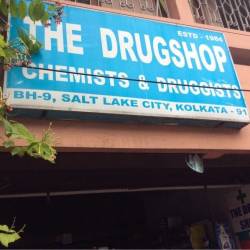 ESTD - 1984
THE DRUGSHOP
CHEMISTS & DRUGGISTS
BH-9, SALT LAKE CITY, KOLKATA - 91